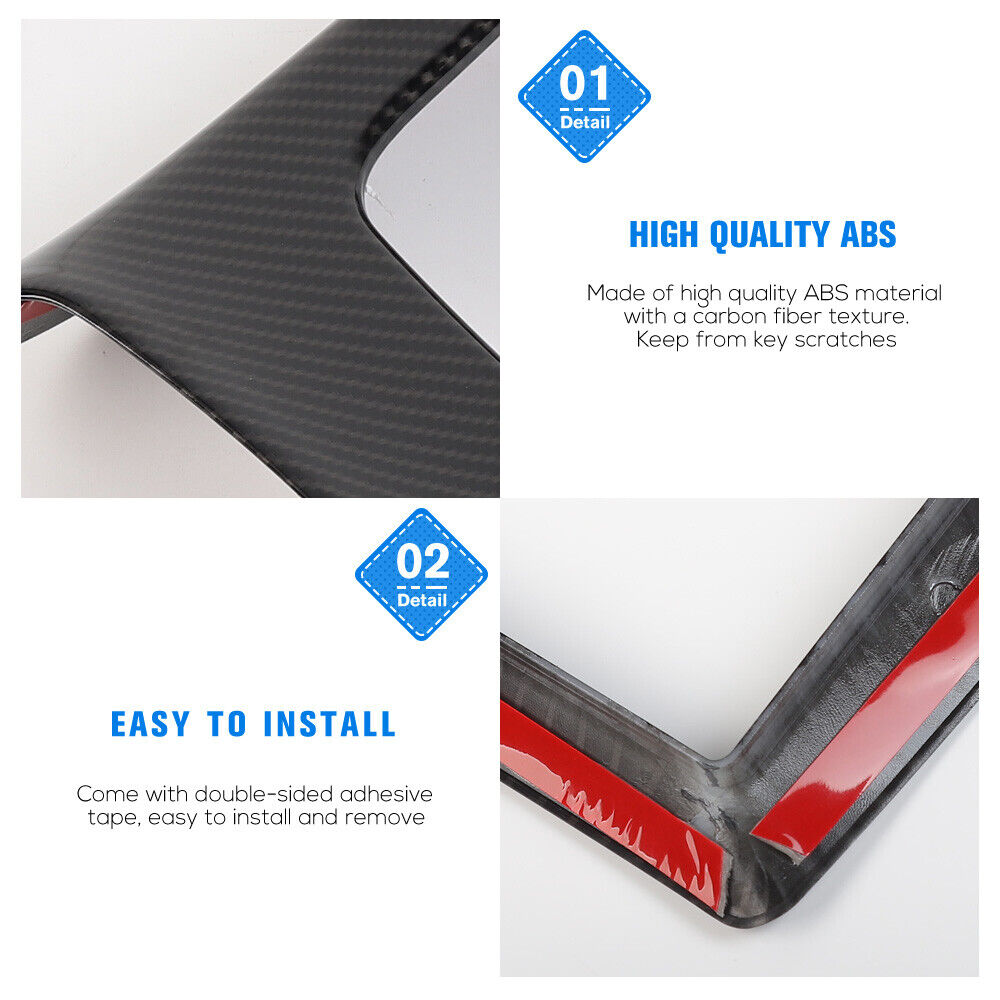 01
Detail
HIGH QUALITY ABS
Made of high quality ABS material
with a carbon fiber texture.
Keep from key scratches
02
Detail
EASY TO INSTALL
Come with double-sided adhesive
tape, easy to install and remove